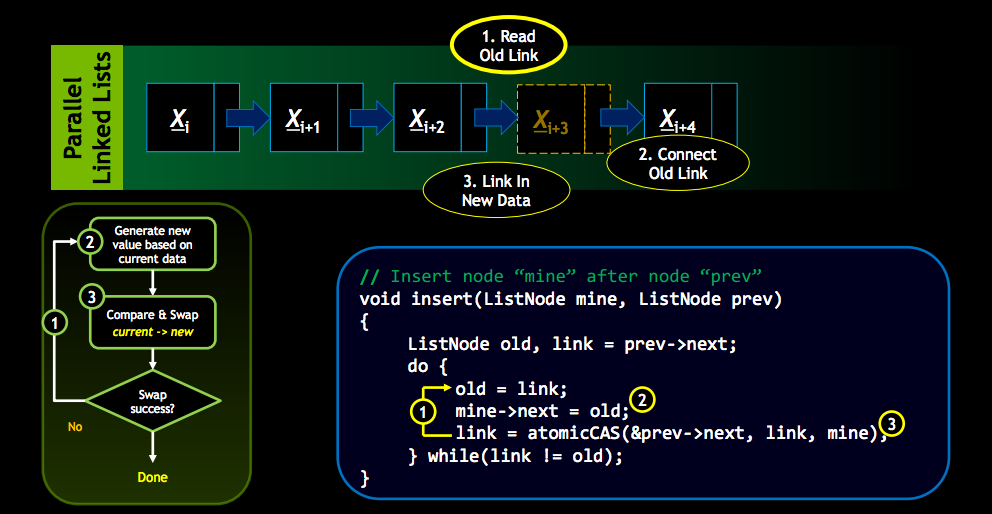 1. Read
Old Link
Parallel
Linked Lists
Xi
Xi+1
Xi+2
Xi+3
Xi+4
2. Connect
Old Link
3. Link In
New Data
2
Generate new
value based on
current data
3
Compare & Swap
current -> new
1
Swap
success?
No
Done
// Insert node “mine” after node “prev”
void insert(ListNode mine, ListNode prev)
{
ListNode old, link = prev->next;
do {
old = link;
mine->next = old; 2
1
link = atomicCAS(&prev->next, link, mine); 3
} while(link != old);
}